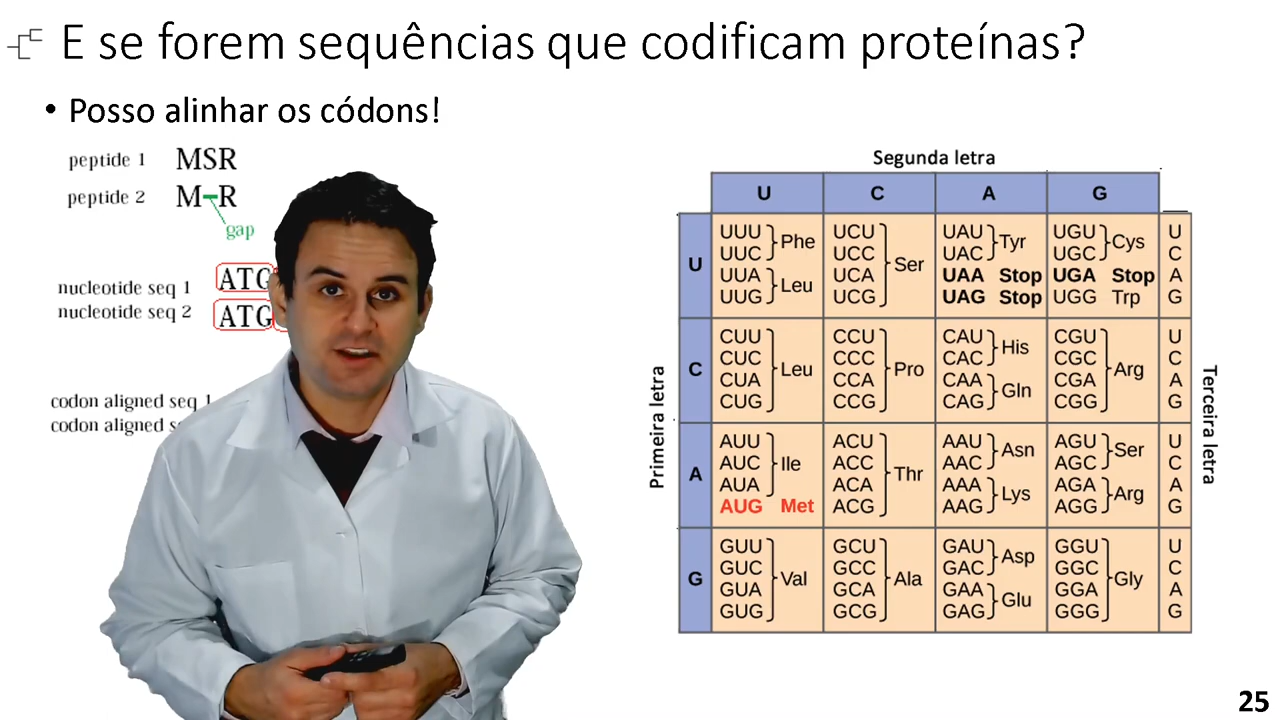 E se forem sequências que codificam proteínas?
• Posso alinhar os códons!
peptide 1 MSR
peptide 2 M-R
gap
nucleotide seq 1 ATG
nucleotide seq 2 ATG
codon aligned seq 1
codon aligned
Segunda letra
U C A G
Primeira letra
Terceira letra
U
UUU UUC Phe
UUA UUG Leu
UCU UCC UCA UCG Ser
UAU UAC Tyr
UAA Stop
UAG Stop
UGU UGC Cys
UGA Stop
UGG Trp
U C A G
C
CUU CUC CUA CUG Leu
CCU CCC CCA CCG Pro
CAU CAC His
CAA CAG Gln
CGU CGC CGA CGG Arg
U C A G
A
AUU AUC AUA Ile
AUG Met
ACU ACC ACA ACG Thr
AAU AAC Asn
AAA AAG Lys
AGU AGC Ser
AGA AGG Arg
U C A G
G
GUU GUC GUA GUG Val
GCU GCC GCA GCG Ala
GAU GAC Asp
GAA GAG Glu
GGU GGC GGA GGG Gly
U C A G
25